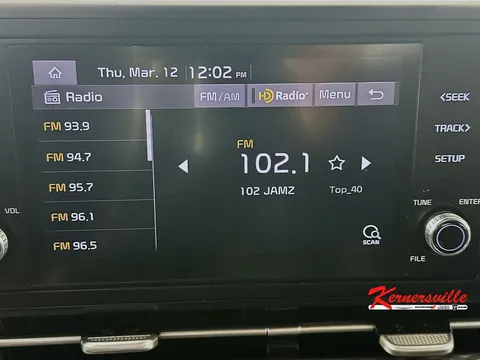 Thu, Mar. 12 12:02 PM
Radio FM/AM HD Radio Menu
FM 93.9
FM 94.7
FM 95.7
FM 96.1
FM 96.5
FM
102.1
102 JAMZ Top_40
SCAN
VOL
<SEEK
TRACK>
SETUP
TUNE ENTER
FILE
Kernersville